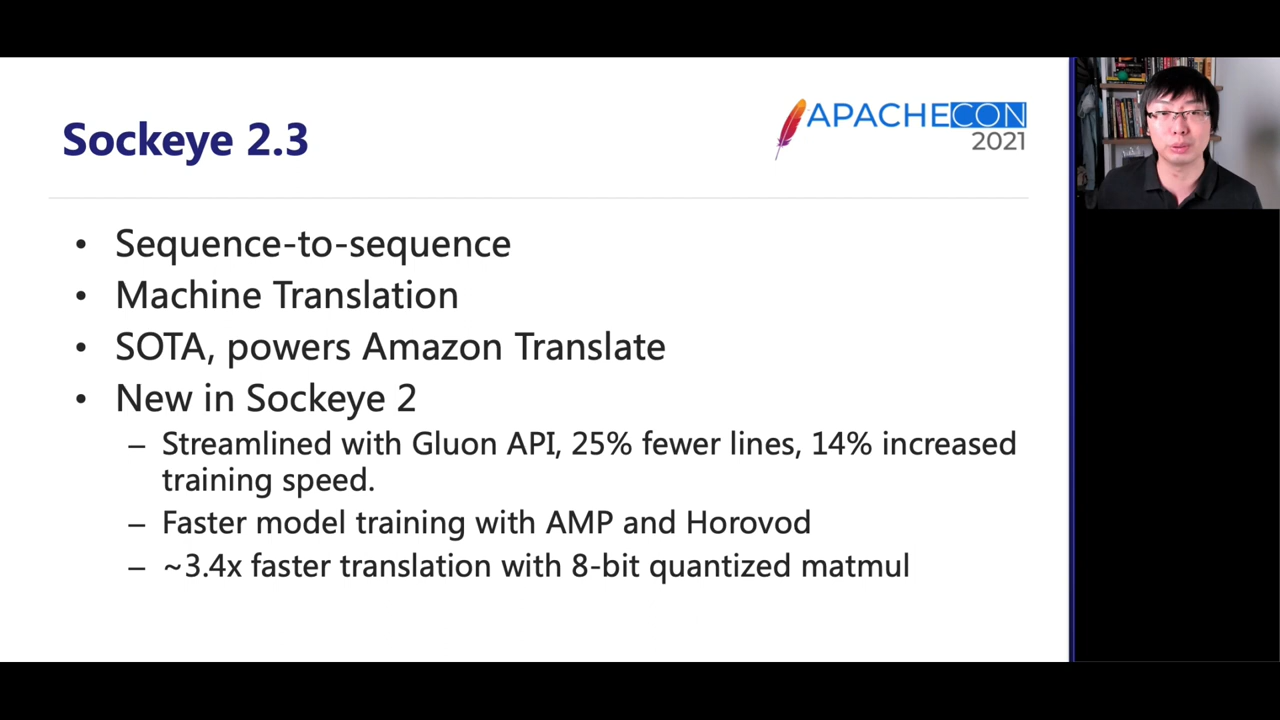 Sockeye 2.3
APACHECON
2021
• Sequence-to-sequence
• Machine Translation
• SOTA, powers Amazon Translate
• New in Sockeye 2
– Streamlined with Gluon API, 25% fewer lines, 14% increased
training speed.
– Faster model training with AMP and Horovod
– ~3.4x faster translation with 8-bit quantized matmul